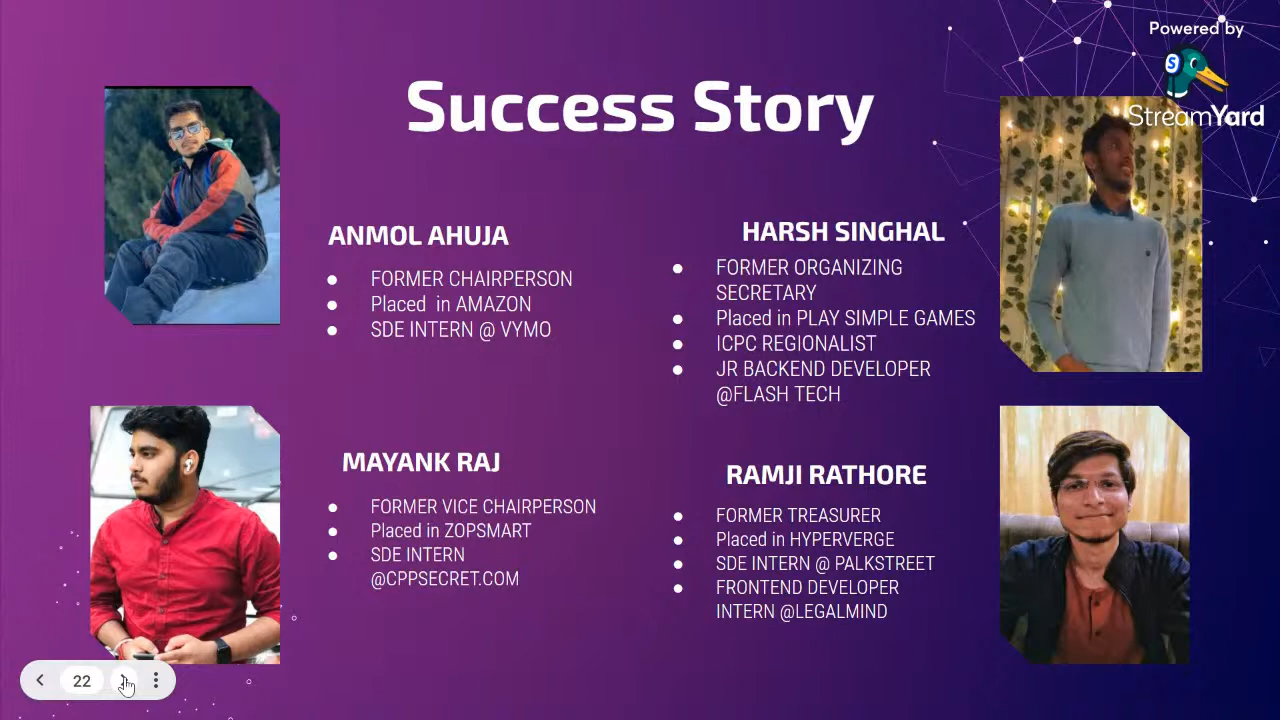 Powered by
StreamYard
Success Story
ANMOL AHUJA
● FORMER CHAIRPERSON
● Placed in AMAZON
● SDE INTERN @ VYMO
HARSH SINGHAL
● FORMER ORGANIZING
SECRETARY
● Placed in PLAY SIMPLE GAMES
● ICPC REGIONALIST
● JR BACKEND DEVELOPER
@FLASH TECH
MAYANK RAJ
● FORMER VICE CHAIRPERSON
● Placed in ZOPSMART
● SDE INTERN
@CPPSECRET.COM
RAMJI RATHORE
● FORMER TREASURER
● Placed in HYPERVERGE
● SDE INTERN @ PALKSTREET
● FRONTEND DEVELOPER
INTERN @LEGALMIND
22